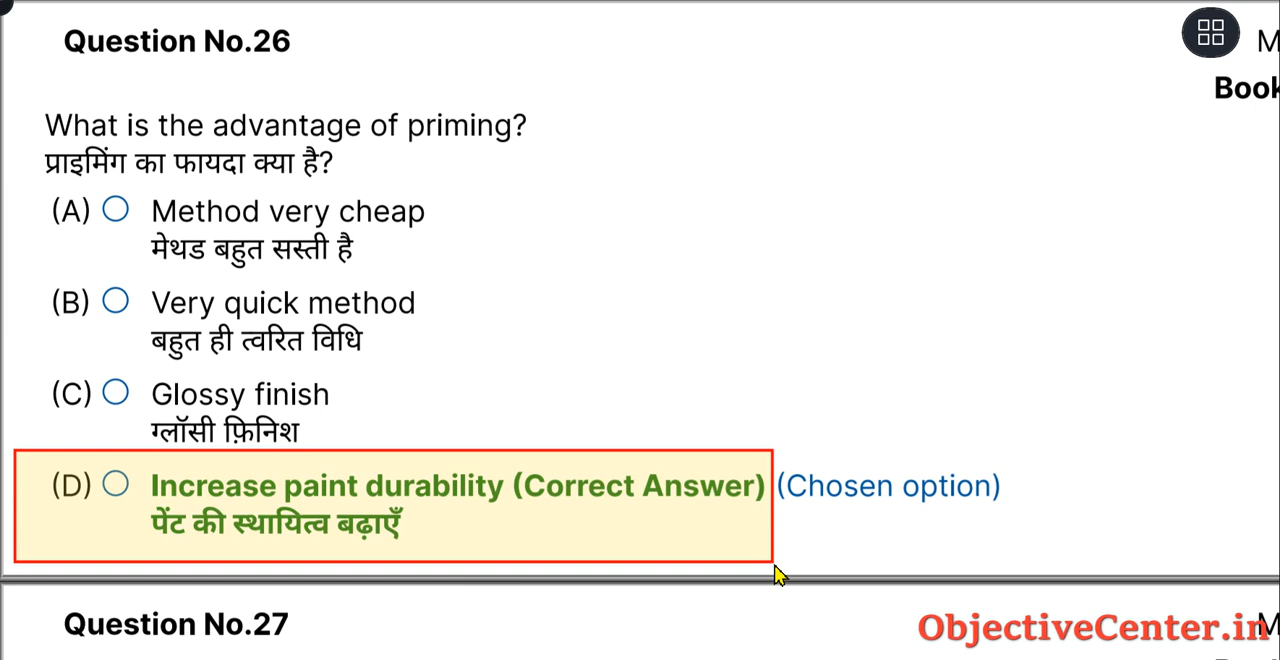 Question No.26
M
Book
What is the advantage of priming?
प्राइमिंग का फायदा क्या है?
(A) Method very cheap
मेथड बहुत सस्ती है
(B) Very quick method
बहुत ही त्वरित विधि
(C) Glossy finish
ग्लॉसी फ़िनिश
(D) Increase paint durability (Correct Answer) (Chosen option)
पेंट की स्थायित्व बढ़ाएँ
Question No.27
ObjectiveCenter.in
M